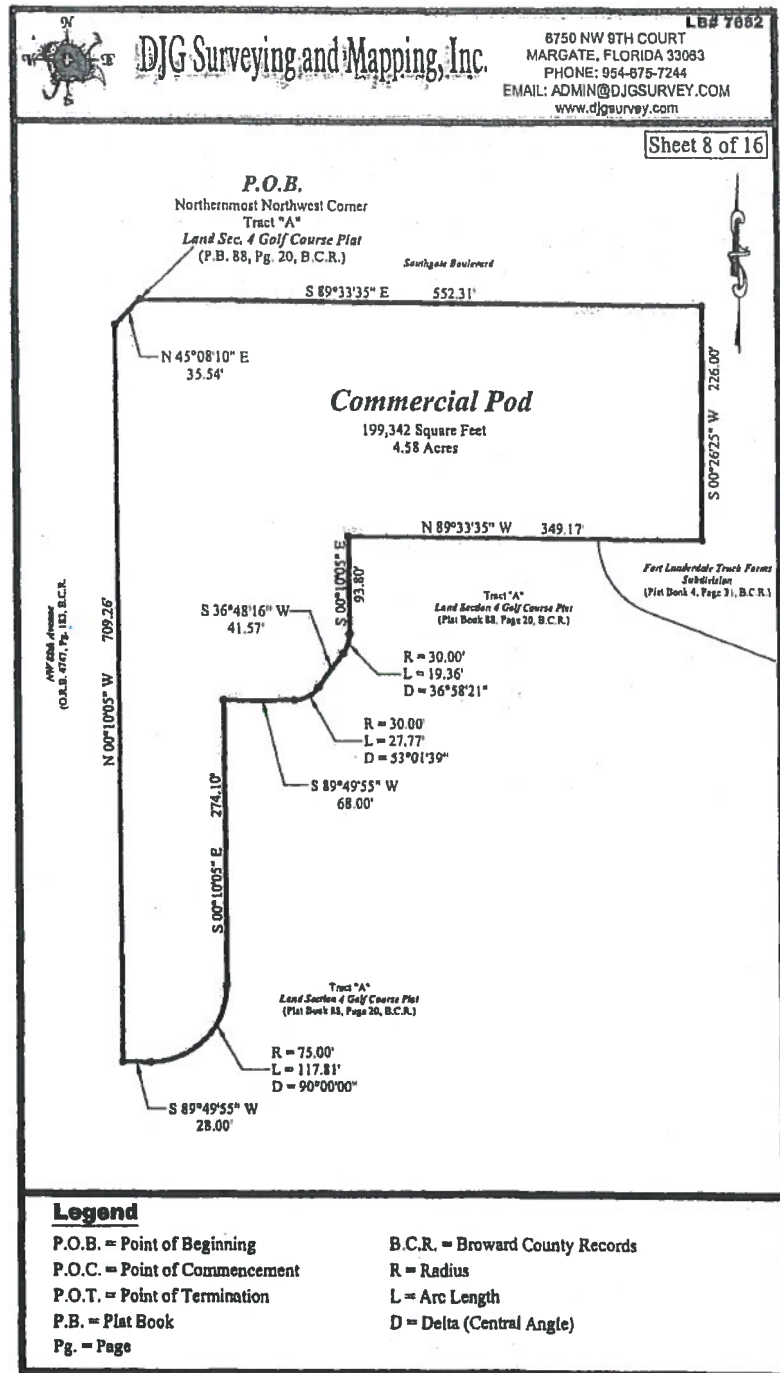 LB# 7882
N
E
S
DJG Surveying and Mapping, Inc.
6750 NW 9TH COURT
MARGATE, FLORIDA 33063
PHONE: 954-675-7244
EMAIL: ADMIN@DJGSURVEY.COM
www.djgsurvey.com
Sheet 8 of 16
P.O.B.
Northernmost Northwest Corner
Tract "A"
Land Sec. 4 Golf Course Plat
(P.B. 88, Pg. 20, B.C.R.)
Southgate Boulevard
S 89°33'35" E 552.31'
N 45°08'10" E
35.54'
Commercial Pod
199,342 Square Feet
4.58 Acres
S 00°26'25" W 226.00'
N 89°33'35" W 349.17'
S 00°10'05" E
93.80'
Fort Lauderdale Truck Farms
Subdivision
(Plat Book 4, Page 31, B.C.R.)
Tract "A"
Land Section 4 Golf Course Plat
(Plat Book 88, Page 20, B.C.R.)
S 36°48'16" W
41.57'
NW 88th Avenue
(O.R.B. 4747, Pg. 183, B.C.R.
N 00°10'05" W 709.26'
R = 30.00'
L = 19.36'
D = 36°58'21"
R = 30.00'
L = 27.77'
D = 53°01'39"
S 89°49'55" W
68.00'
S 00°10'05" E 274.10'
Tract "A"
Land Section 4 Golf Course Plat
(Plat Book 88, Page 20, B.C.R.)
R = 75.00'
L = 117.81'
D = 90°00'00"
S 89°49'55" W
28.00'
Legend
P.O.B. = Point of Beginning
P.O.C. = Point of Commencement
P.O.T. = Point of Termination
P.B. = Plat Book
Pg. = Page
B.C.R. = Broward County Records
R = Radius
L = Arc Length
D = Delta (Central Angle)